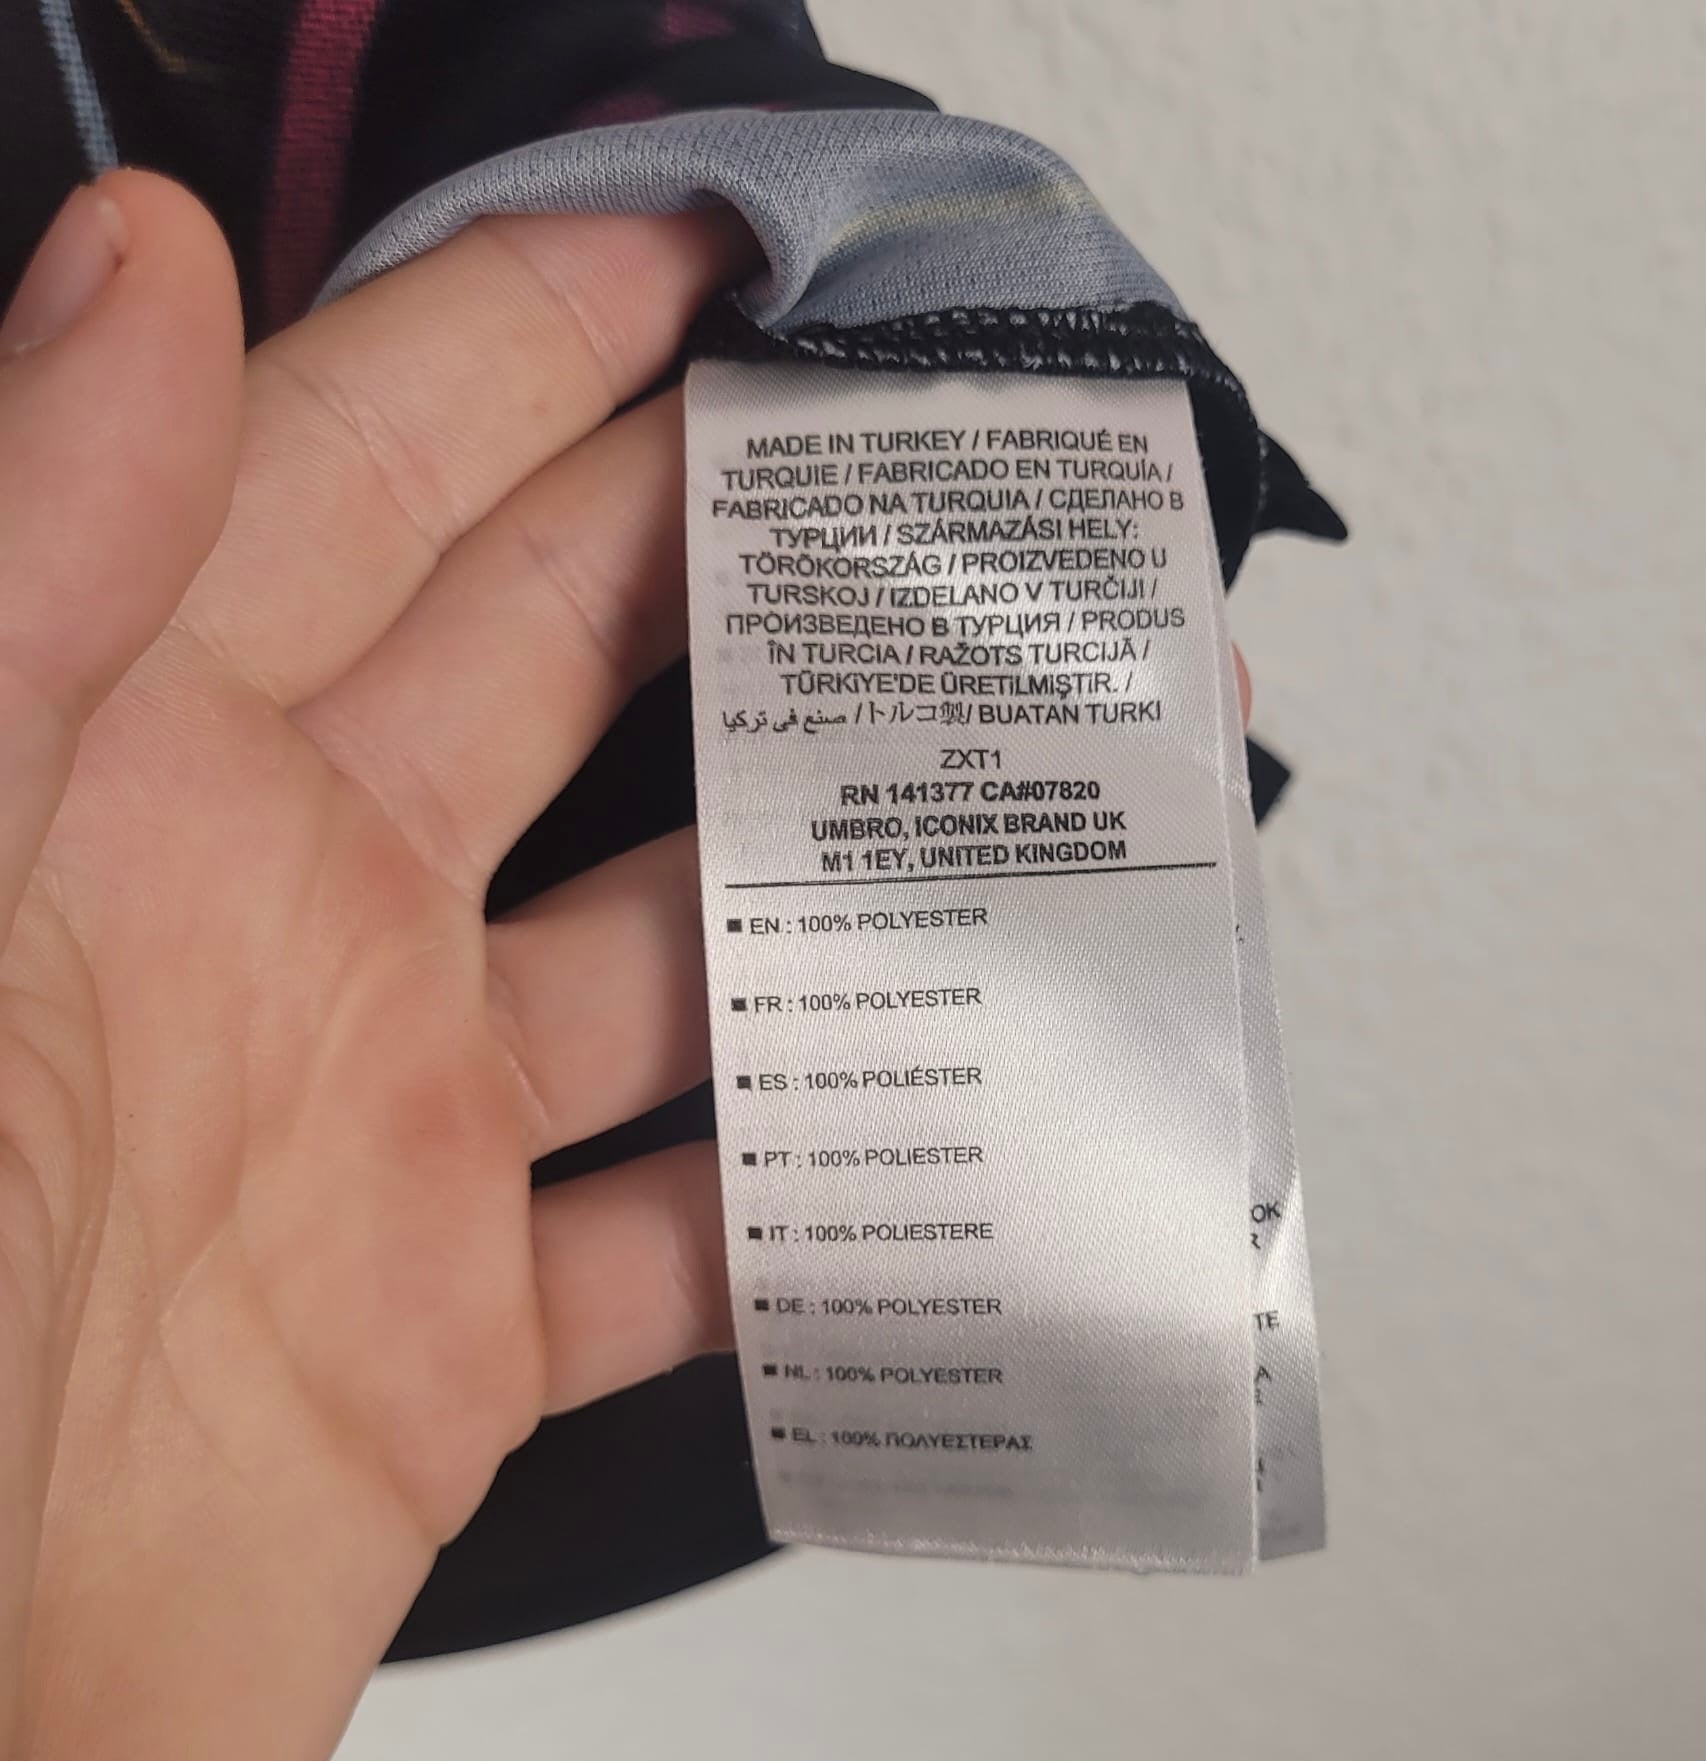 MADE IN TURKEY / FABRIQUÉ EN
TURQUIE / FABRICADO EN TURQUÍA /
FABRICADO NA TURQUIA / СДЕЛАНО В
ТУРЦИИ / SZÁRMAZÁSI HELY:
TÖRÖKORSZÁG / PROIZVEDENO U
TURSKOJ / IZDELANO V TURČIJI /
ПРОИЗВЕДЕНО В ТУРЦИЯ / PRODUS
ÎN TURCIA / RAŽOTS TURCIJĀ /
TÜRKİYE'DE ÜRETİLMİŞTİR. /
صنع في تركيا / トルコ製/ BUATAN TURKI
ZXT1
RN 141377 CA#07820
UMBRO, ICONIX BRAND UK
M1 1EY, UNITED KINGDOM
■ EN : 100% POLYESTER
■ FR : 100% POLYESTER
■ ES : 100% POLIÉSTER
■ PT : 100% POLIESTER
■ IT : 100% POLIESTERE
■ DE : 100% POLYESTER
■ NL : 100% POLYESTER
■ EL : 100% ΠΟΛΥΕΣΤΕΡΑΣ